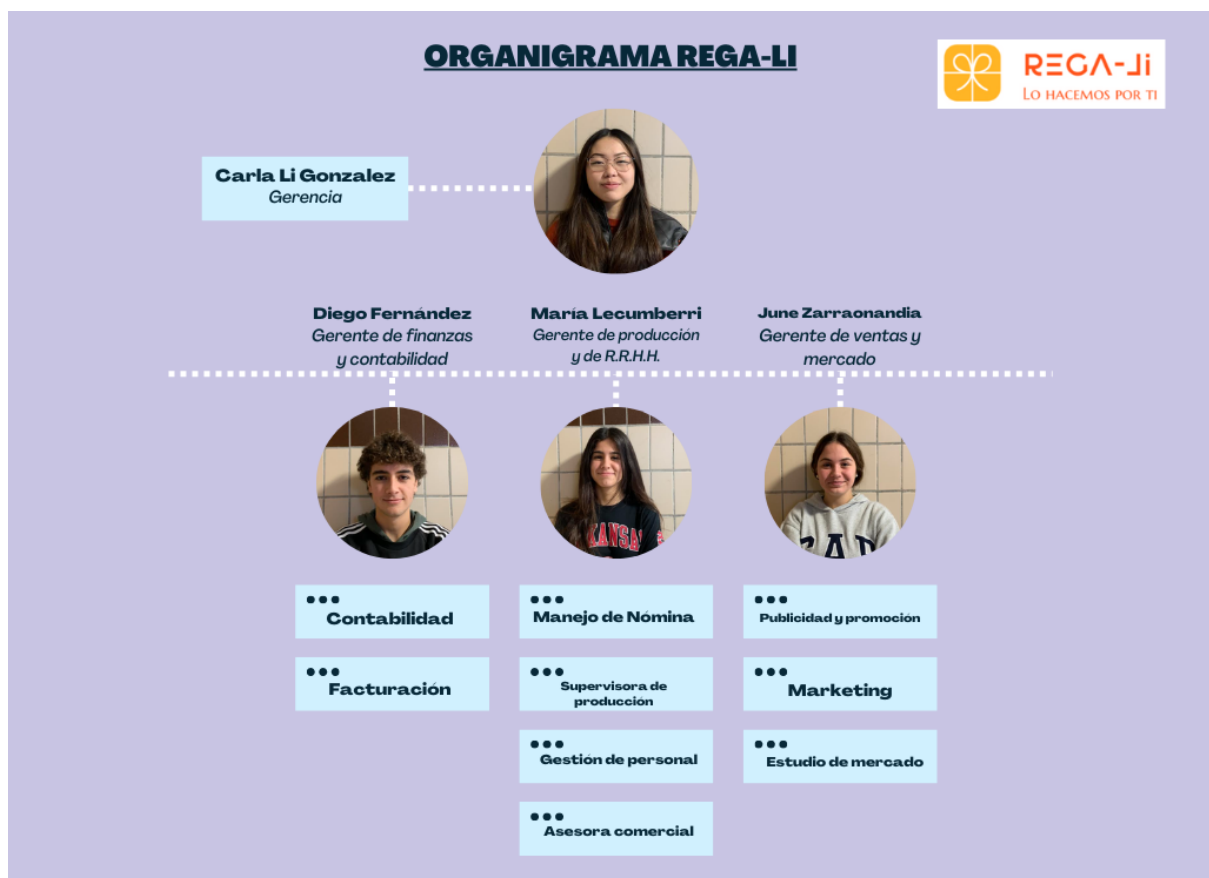 ORGANIGRAMA REGA-LI
REGA-Li
LO HACEMOS POR TI
Carla Li Gonzalez
Gerencia
Diego Fernández
Gerente de finanzas
y contabilidad
María Lecumberri
Gerente de producción
y de R.R.H.H.
June Zarraonandia
Gerente de ventas y
mercado
KANSA
GAP
Contabilidad
Facturación
Manejo de Nómina
Supervisora de
producción
Gestión de personal
Asesora comercial
Publicidad y promoción
Marketing
Estudio de mercado